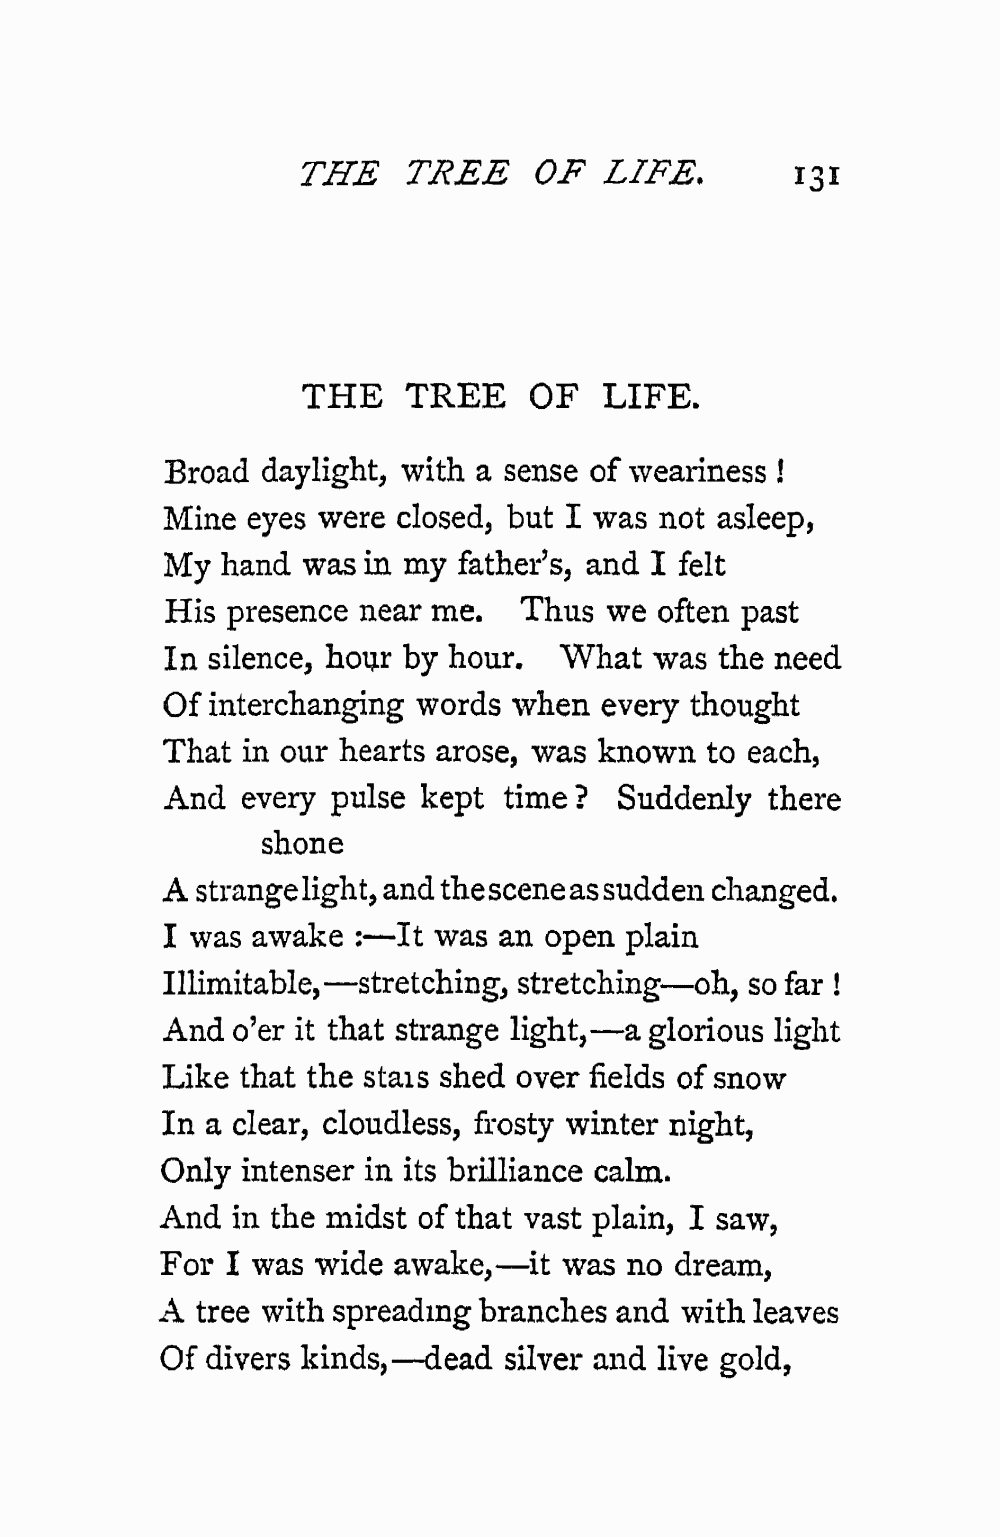 THE TREE OF LIFE. 131
THE TREE OF LIFE.
Broad daylight, with a sense of weariness !
Mine eyes were closed, but I was not asleep,
My hand was in my father's, and I felt
His presence near me. Thus we often past
In silence, hour by hour. What was the need
Of interchanging words when every thought
That in our hearts arose, was known to each,
And every pulse kept time ? Suddenly there
shone
A strange light, and the scene as sudden changed.
I was awake :—It was an open plain
Illimitable,—stretching, stretching—oh, so far !
And o'er it that strange light,—a glorious light
Like that the stars shed over fields of snow
In a clear, cloudless, frosty winter night,
Only intenser in its brilliance calm.
And in the midst of that vast plain, I saw,
For I was wide awake,—it was no dream,
A tree with spreading branches and with leaves
Of divers kinds,—dead silver and live gold,